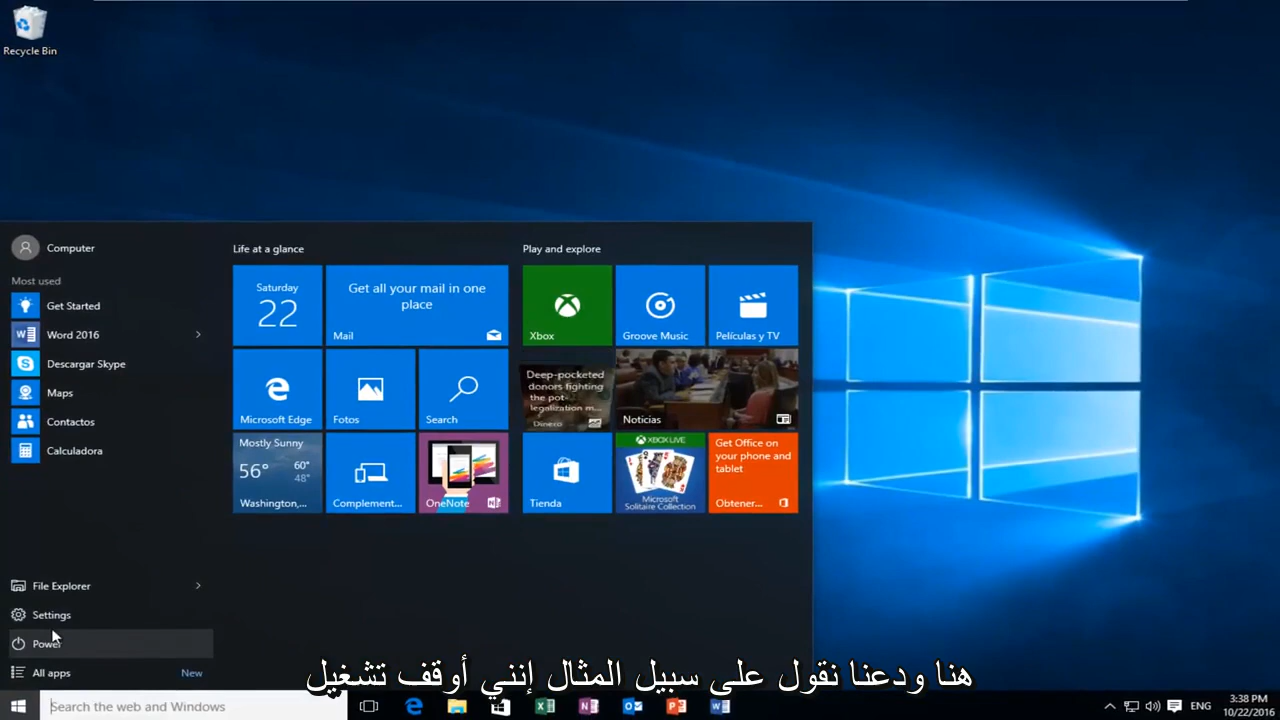 Recycle Bin
Computer
Most used
Get Started
Word 2016
Descargar Skype
Maps
Contactos
Calculadora
File Explorer
Settings
Power
All apps
New
Life at a glance
Saturday
22
Get all your mail in one
place
Mail
Microsoft Edge
Fotos
Search
Mostly Sunny
56°
60°
48°
Washington,...
Complement...
OneNote
Play and explore
Xbox
Groove Music
Películas y TV
Deep-pocketed
donors fighting
the pot-
legalization m...
Dinero
Noticias
Tienda
XBOX LIVE
Microsoft
Solitaire Collection
Get Office on
your phone and
tablet
Obtener...
هنا ودعنا نقول على سبيل المثال إنني أوقف تشغيل
Search the web and Windows
ENG
3:38 PM
10/22/2016